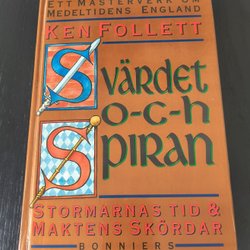 ETT MÄSTERVERK OM
MEDELTIDENS ENGLAND
KEN FOLLETT
SVÄRDET
O-C-H
SPIRAN
STORMARNAS TID &
MAKTENS SKÖRDAR
BONNIERS